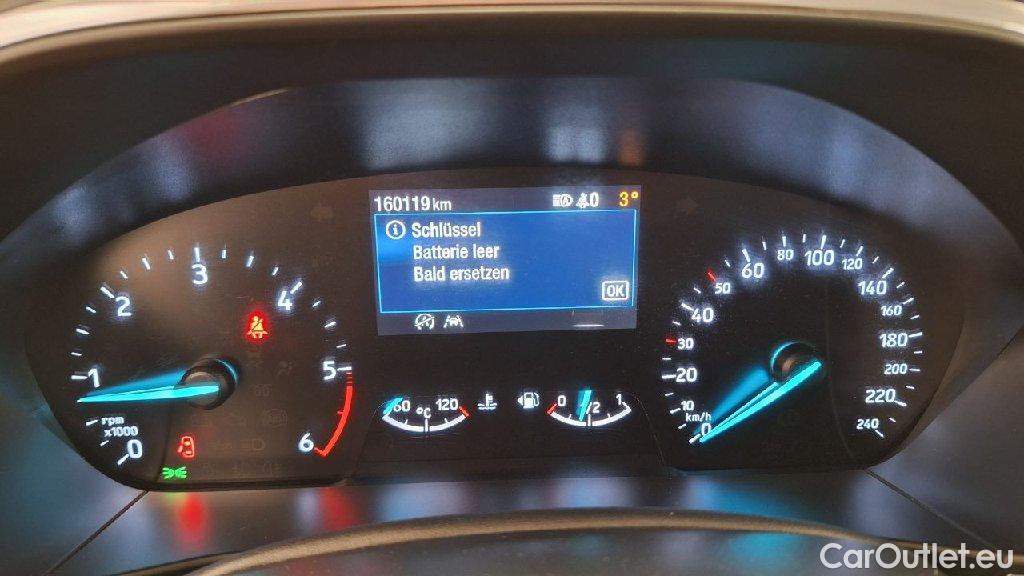 160119 km 0 3°
Schlüssel
Batterie leer
Bald ersetzen
OK
0 1 2 3 4 5 6
rpm
x1000
60 °C 120
0 1/2 1
0 10 20 30 40 50 60 80 100 120 140 160 180 200 220 240
km/h
CarOutlet.eu